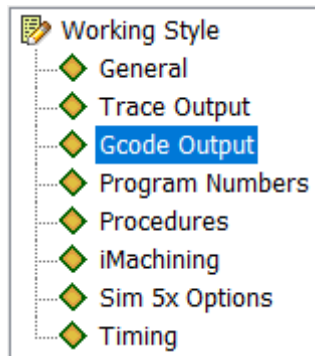 Working Style
General
Trace Output
Gcode Output
Program Numbers
Procedures
iMachining
Sim 5x Options
Timing